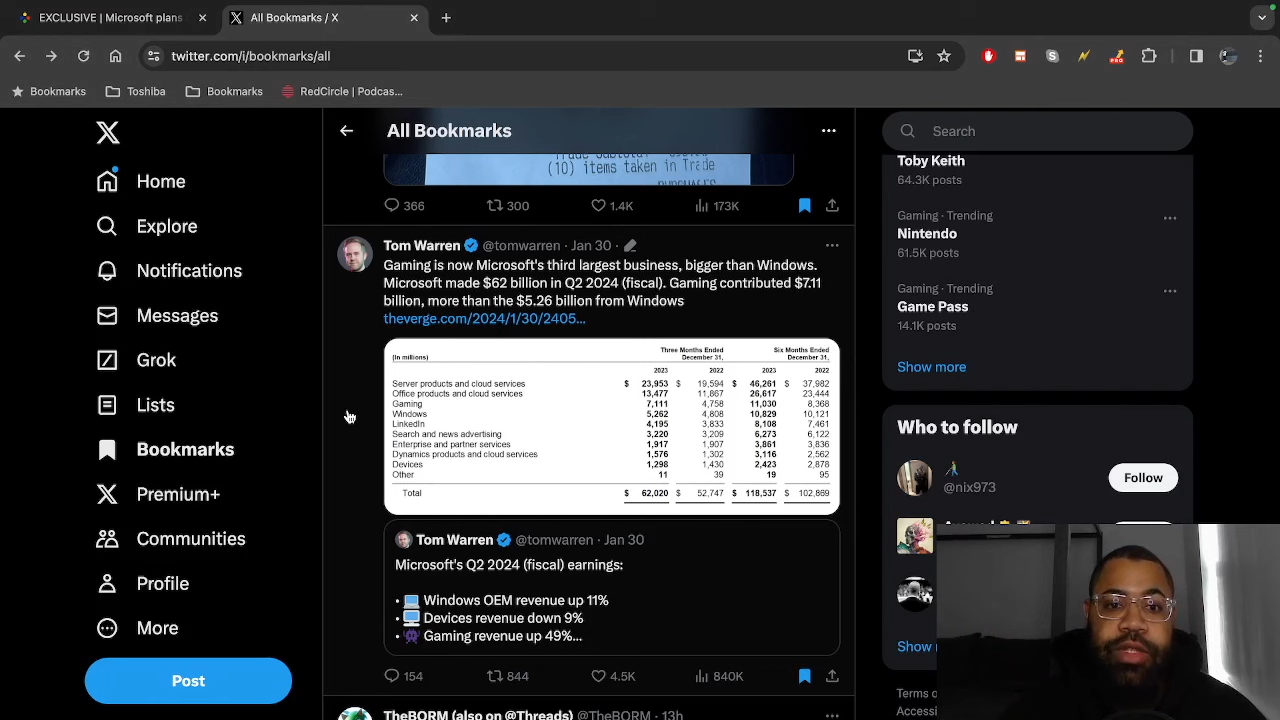 EXCLUSIVE | Microsoft plans
All Bookmarks / X
twitter.com/i/bookmarks/all
PRO
Bookmarks
Toshiba
Bookmarks
RedCircle | Podcas...
All Bookmarks
Search
(10) items taken in Trade
366
300
1.4K
173K
Home
Explore
Notifications
Messages
Grok
Lists
Bookmarks
Premium+
Communities
Profile
More
Post
Tom Warren @tomwarren · Jan 30 ·
Gaming is now Microsoft's third largest business, bigger than Windows.
Microsoft made $62 billion in Q2 2024 (fiscal). Gaming contributed $7.11
billion, more than the $5.26 billion from Windows
theverge.com/2024/1/30/2405...
Three Months Ended December 31, Six Months Ended December 31,
(In millions)
2023 2022 2023 2022
Server products and cloud services $ 23,953 $ 19,594 $ 46,261 $ 37,982
Office products and cloud services 13,477 11,867 26,617 23,444
Gaming 7,111 4,758 11,030 8,368
Windows 5,262 4,808 10,829 10,121
LinkedIn 4,195 3,833 8,108 7,461
Search and news advertising 3,220 3,209 6,273 6,122
Enterprise and partner services 1,917 1,907 3,861 3,836
Dynamics products and cloud services 1,576 1,302 3,116 2,562
Devices 1,298 1,430 2,423 2,878
Other 11 39 19 95
Total $ 62,020 $ 52,747 $ 118,537 $ 102,869
Tom Warren @tomwarren · Jan 30
Microsoft's Q2 2024 (fiscal) earnings:
• Windows OEM revenue up 11%
• Devices revenue down 9%
• Gaming revenue up 49%...
154
844
4.5K
840K
TheBORM (also on @Threads) @TheBORM · 13h
Toby Keith
64.3K posts
Gaming · Trending
Nintendo
61.5K posts
Gaming · Trending
Game Pass
14.1K posts
Show more
Who to follow
@nix973
Follow
Show
Terms o
Accessi